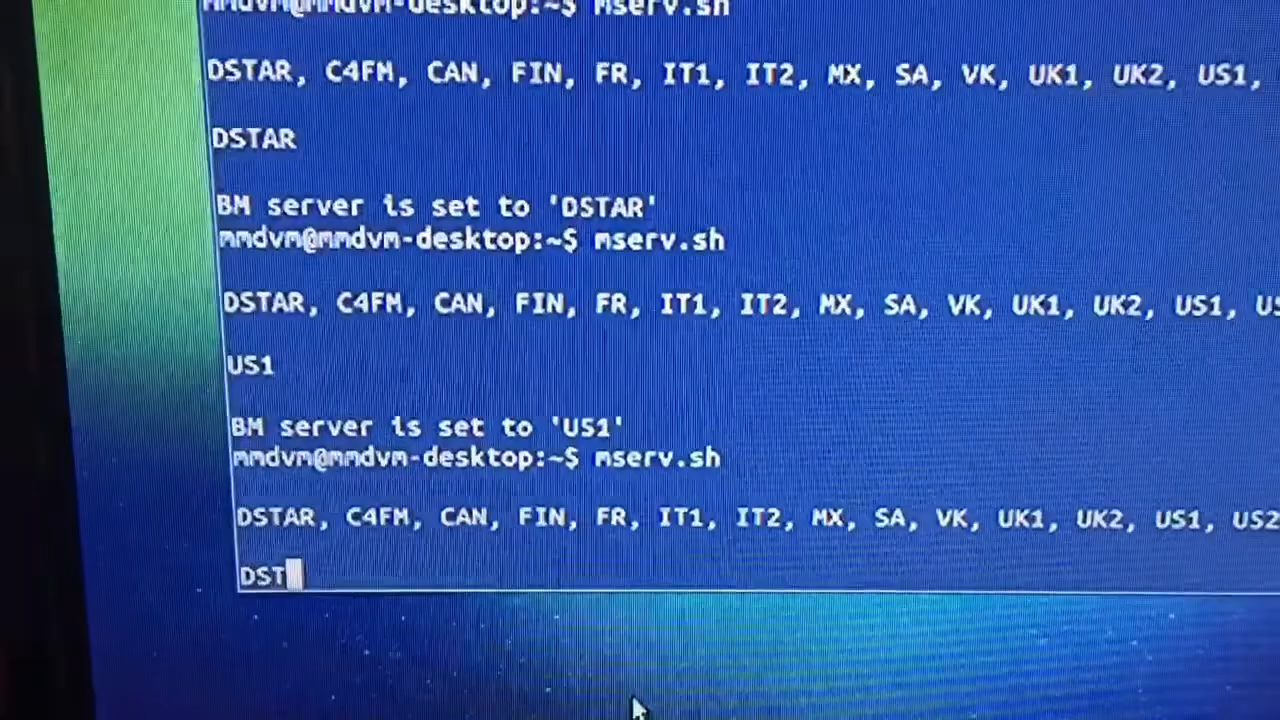 mmdvm@mmdvm-desktop:~$ mserv.sh
DSTAR, C4FM, CAN, FIN, FR, IT1, IT2, MX, SA, VK, UK1, UK2, US1,
DSTAR
BM server is set to 'DSTAR'
mmdvm@mmdvm-desktop:~$ mserv.sh
DSTAR, C4FM, CAN, FIN, FR, IT1, IT2, MX, SA, VK, UK1, UK2, US1,
US1
BM server is set to 'US1'
mmdvm@mmdvm-desktop:~$ mserv.sh
DSTAR, C4FM, CAN, FIN, FR, IT1, IT2, MX, SA, VK, UK1, UK2, US1, US2
DST